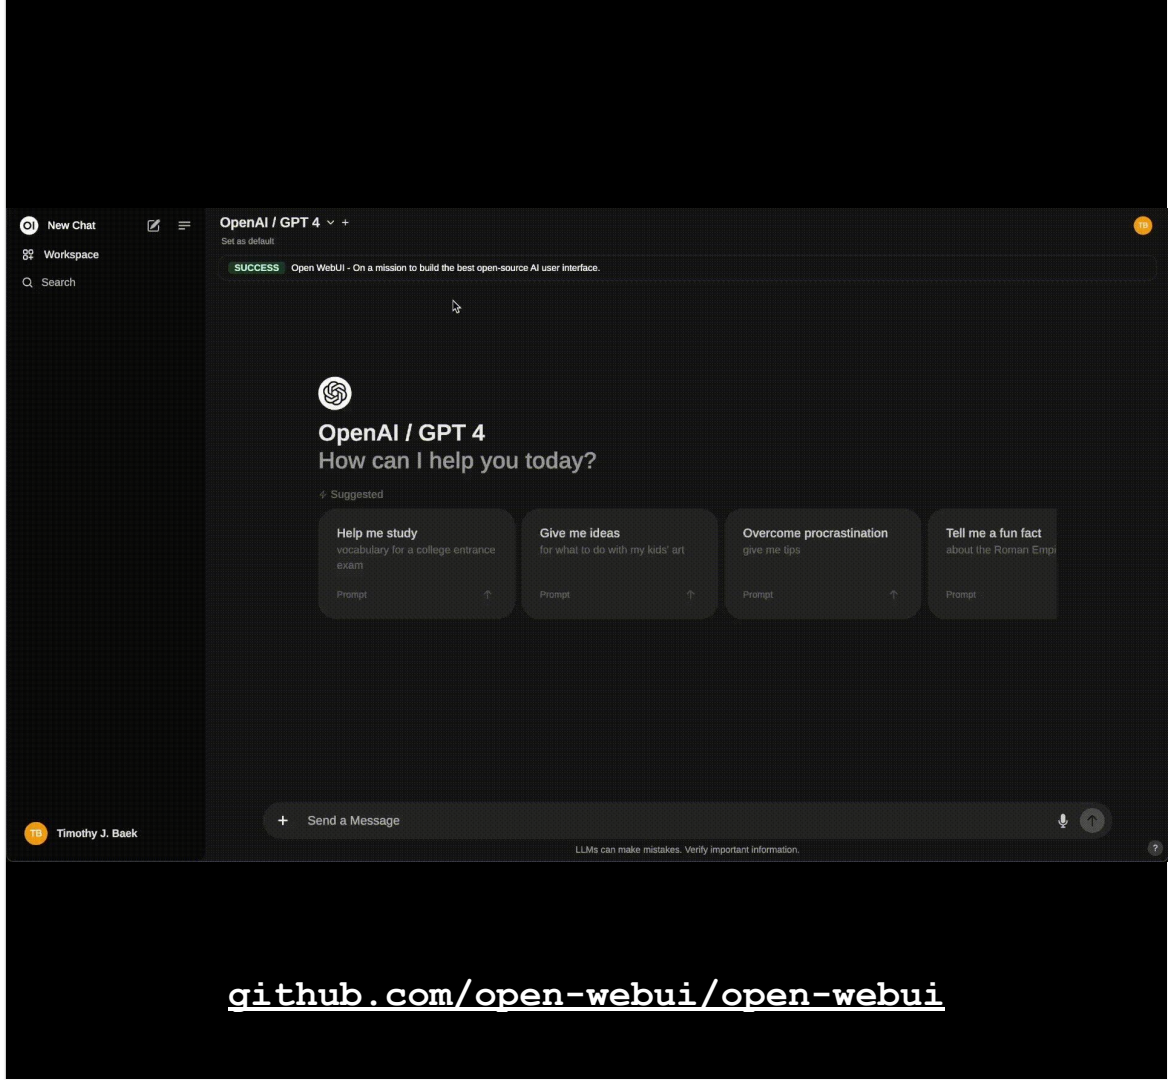 OI New Chat
Workspace
Search
OpenAI / GPT 4 +
Set as default
TB
SUCCESS Open WebUI - On a mission to build the best open-source AI user interface.
OpenAI / GPT 4
How can I help you today?
Suggested
Help me study
vocabulary for a college entrance
exam
Prompt
Give me ideas
for what to do with my kids' art
Prompt
Overcome procrastination
give me tips
Prompt
Tell me a fun fact
about the Roman Empi
Prompt
+ Send a Message
LLMs can make mistakes. Verify important information.
?
TB Timothy J. Baek
github.com/open-webui/open-webui